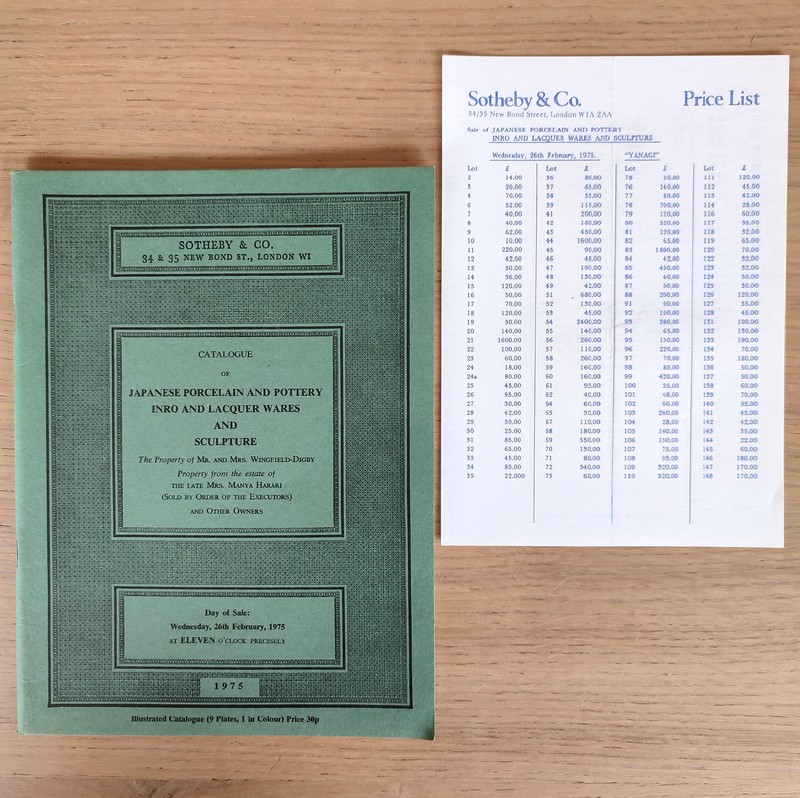 SOTHEBY & CO.
34 & 35 NEW BOND ST., LONDON WI
CATALOGUE
OF
JAPANESE PORCELAIN AND POTTERY
INRO AND LACQUER WARES
AND
SCULPTURE
The Property of MR. AND MRS. WINGFIELD-DIGBY
Property from the estate of
THE LATE MRS. MANYA HARARI
(SOLD BY ORDER OF THE EXECUTORS)
AND OTHER OWNERS
Day of Sale:
Wednesday, 26th February, 1975
AT ELEVEN O'CLOCK PRECISELY
1975
Illustrated Catalogue (9 Plates, 1 in Colour) Price 30p
Sotheby & Co. Price List
34/35 New Bond Street, London W1A 2AA
Sale of JAPANESE PORCELAIN AND POTTERY
INRO AND LACQUER WARES AND SCULPTURE
Wednesday, 26th February, 1975. "YANAGI"
Lot £ Lot £ Lot £ Lot £
2 14,00 36 80,00 75 50,00 111 120,00
3 20,00 37 65,00 76 140,00 112 45,00
4 70,00 38 55,00 77 80,00 113 42,00
6 52,00 39 115,00 78 700,00 114 28,00
7 40,00 41 200,00 79 120,00 116 60,00
8 40,00 42 160,00 80 520,00 117 35,00
9 62,00 43 450,00 81 120,00 118 32,00
10 10,00 44 1600,00 82 65,00 119 65,00
11 220,00 45 90,00 83 1800,00 120 70,00
12 42,00 46 48,00 84 42,00 122 32,00
13 50,00 47 190,00 85 450,00 123 32,00
14 36,00 48 130,00 86 40,00 124 50,00
15 120,00 49 42,00 87 50,00 125 30,00
16 50,00 51 680,00 88 200,00 126 120,00
17 70,00 52 130,00 91 50,00 127 55,00
18 120,00 53 45,00 92 150,00 128 45,00
19 50,00 54 2400,00 93 380,00 131 100,00
20 140,00 55 140,00 94 65,00 132 130,00
21 1600,00 56 260,00 95 150,00 133 190,00
22 100,00 57 110,00 96 220,00 134 70,00
23 60,00 58 260,00 97 70,00 135 180,00
24 18,00 59 160,00 98 85,00 136 50,00
24a 80,00 60 160,00 99 420,00 137 50,00
25 45,00 61 95,00 100 55,00 138 60,00
26 95,00 62 40,00 101 48,00 139 70,00
27 30,00 54 60,00 102 60,00 140 95,00
28 42,00 55 50,00 103 240,00 141 45,00
29 30,00 67 110,00 104 28,00 142 42,00
30 25,00 68 180,00 105 140,00 143 55,00
31 85,00 69 550,00 106 150,00 144 22,00
32 65,00 70 130,00 107 75,00 145 60,00
33 45,00 71 80,00 108 95,00 146 180,00
34 85,00 72 340,00 109 320,00 147 170,00
35 22,000 73 60,00 110 520,00 148 170,00